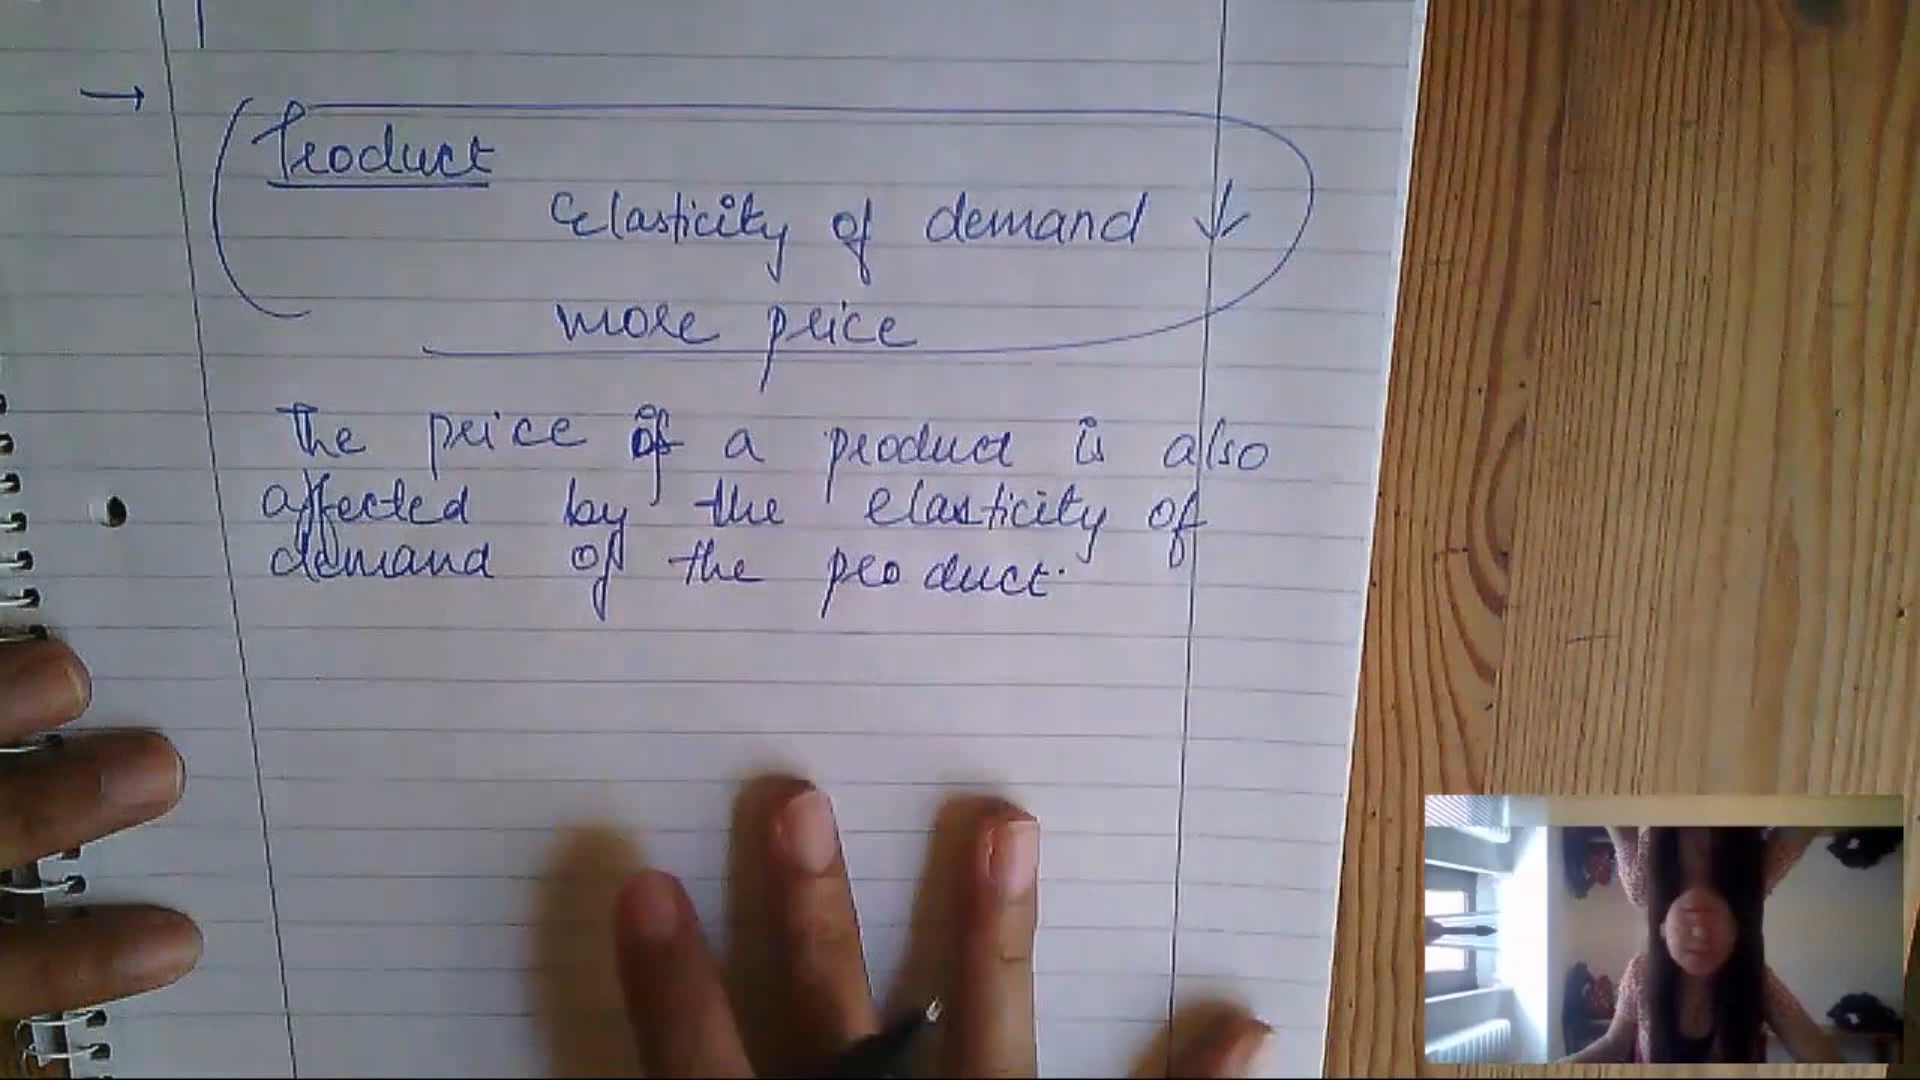 →
Product
Elasticity of demand ↓
more price
The price of a product is also
affected by the elasticity of
demand of the product.